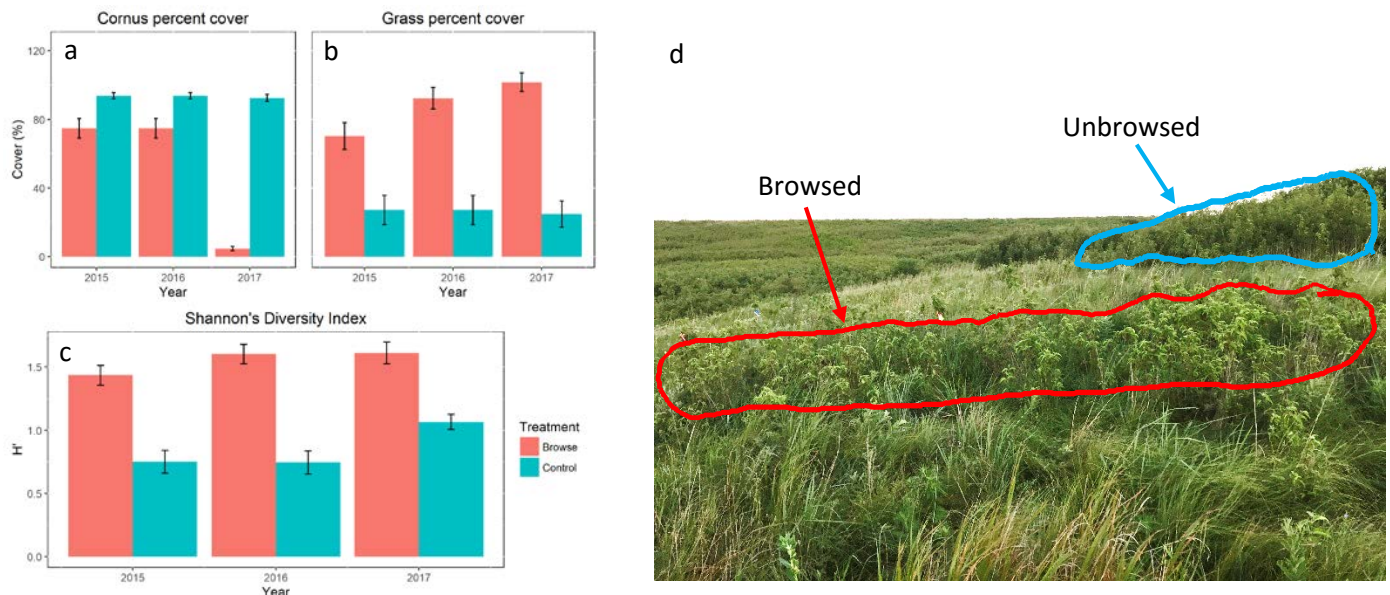 Cornus percent cover
a
Cover (%)
120
80
40
0
2015
2016
2017
Year
Grass percent cover
b
2015
2016
2017
Year
Shannon's Diversity Index
c
H'
1.5
1.0
0.5
0.0
2015
2016
2017
Year
Treatment
Browse
Control
d
Unbrowsed
Browsed